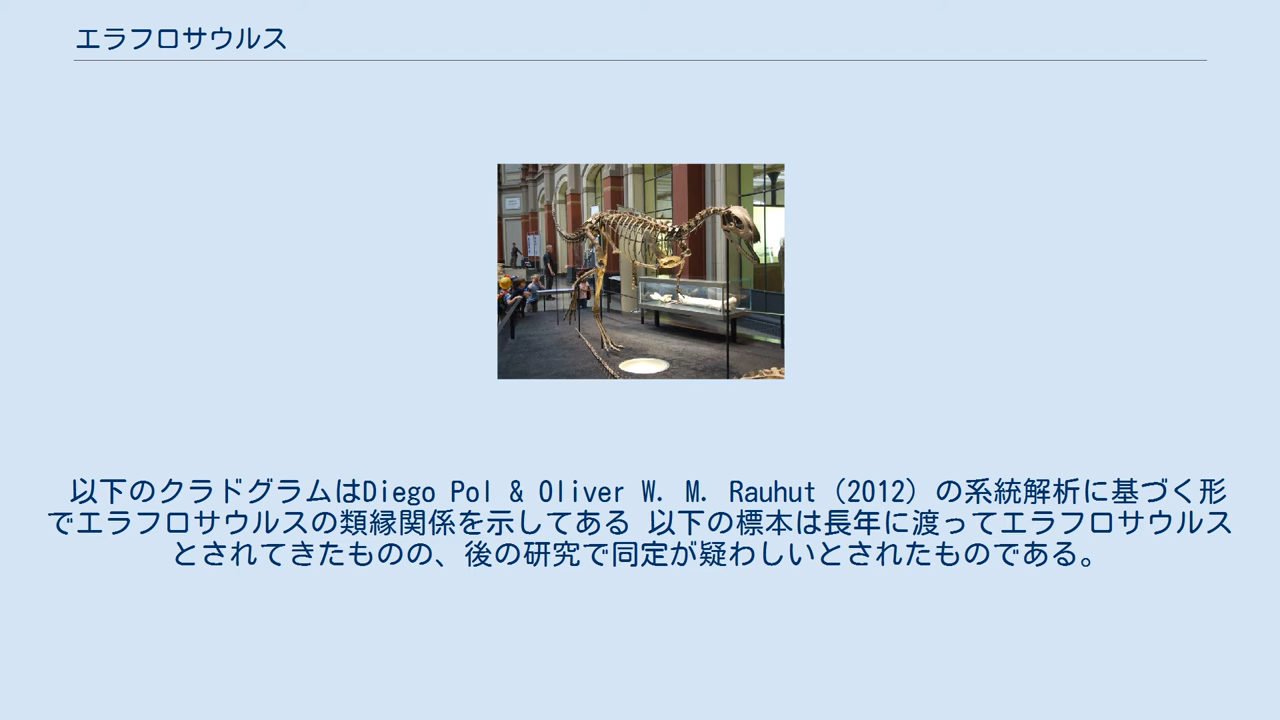 エラフロサウルス
以下のクラドグラムはDiego Pol & Oliver W. M. Rauhut (2012) の系統解析に基づく形
でエラフロサウルスの類縁関係を示してある 以下の標本は長年に渡ってエラフロサウルス
とされてきたものの、後の研究で同定が疑わしいとされたものである。